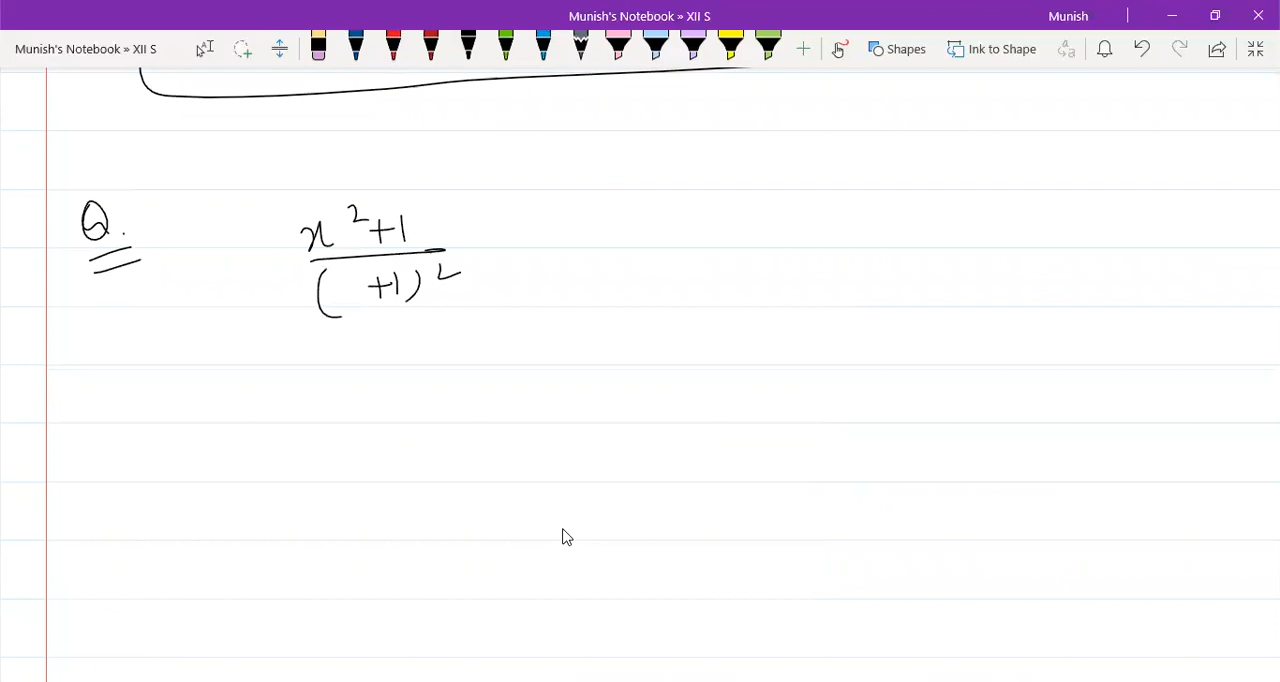 Munish's Notebook » XII S
Munish
Munish's Notebook » XII S
Shapes
Ink to Shape
Q.
x²+1
( +1)²